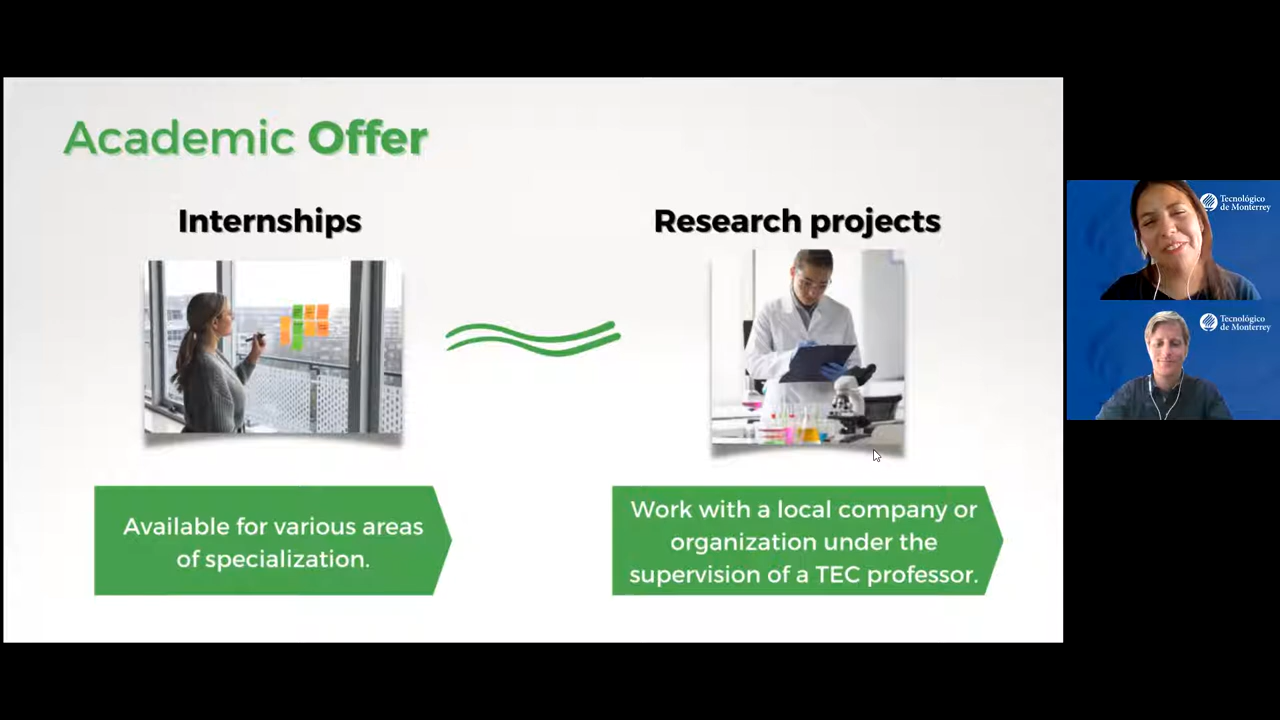 Academic Offer
Internships
Available for various areas
of specialization.
Research projects
Work with a local company or
organization under the
supervision of a TEC professor.
Tecnológico
de Monterrey
Tecnológico
de Monterrey